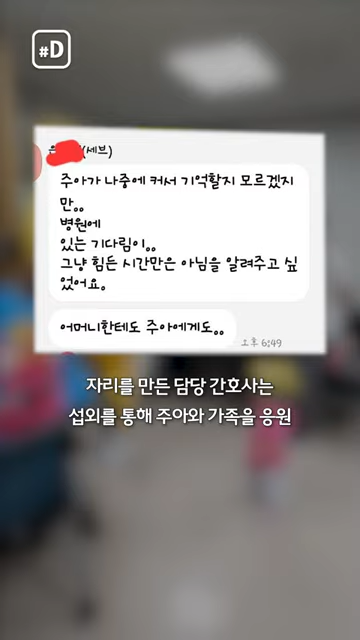 #D
(세브)
주아가 나중에 커서 기억할지 모르겠지
만,,
병원에
있는 기다림이,,
그냥 힘든 시간만은 아님을 알려주고 싶
었어요.
어머니한테도 주아에게도,,
오후 6:49
자리를 만든 담당 간호사는
섭외를 통해 주아와 가족을 응원